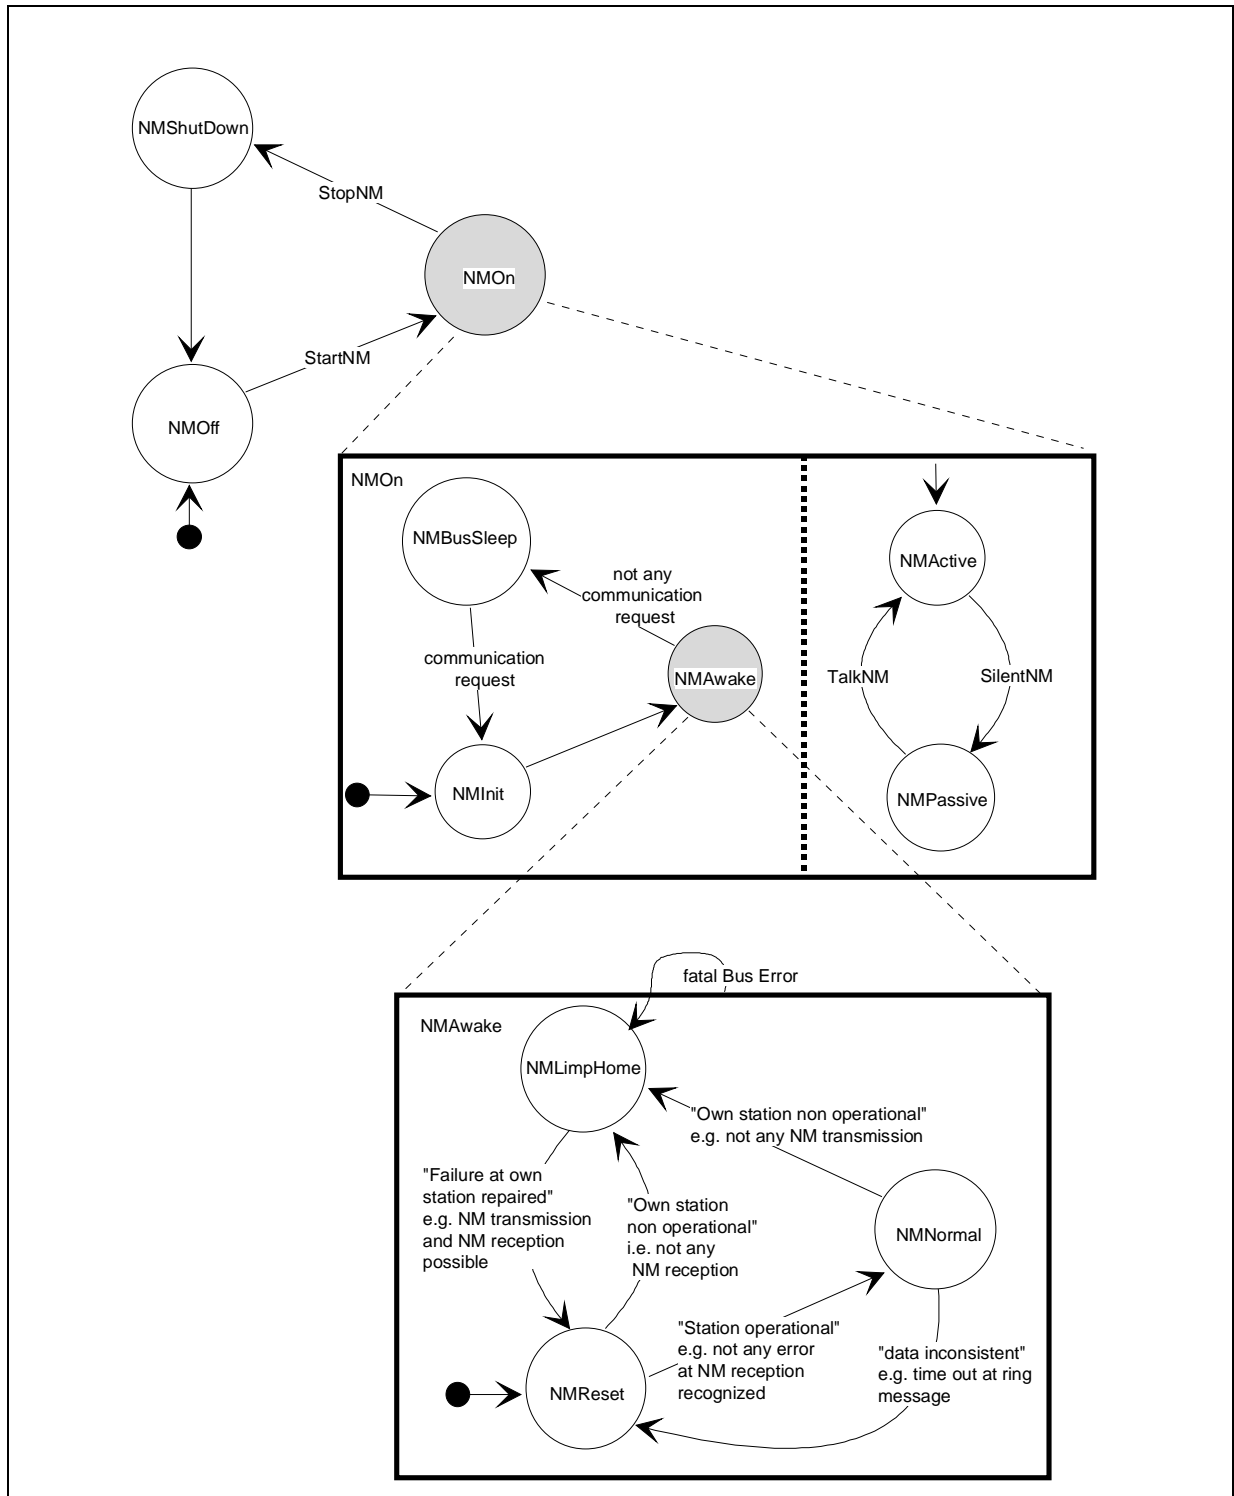 NMShutDown
StopNM
NMOn
StartNM
NMOff
NMOn
NMBusSleep
not any
communication
request
communication
request
NMAwake
NMInit
NMActive
TalkNM
SilentNM
NMPassive
fatal Bus Error
NMAwake
NMLimpHome
"Own station non operational"
e.g. not any NM transmission
"Failure at own
station repaired"
e.g. NM transmission
and NM reception
possible
"Own station
non operational"
i.e. not any
NM reception
NMNormal
"Station operational"
e.g. not any error
at NM reception
recognized
"data inconsistent"
e.g. time out at ring
message
NMReset